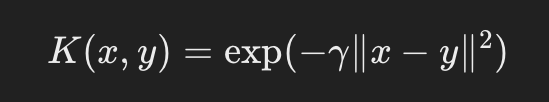 K(x, y) = exp(−γ‖x − y‖²)